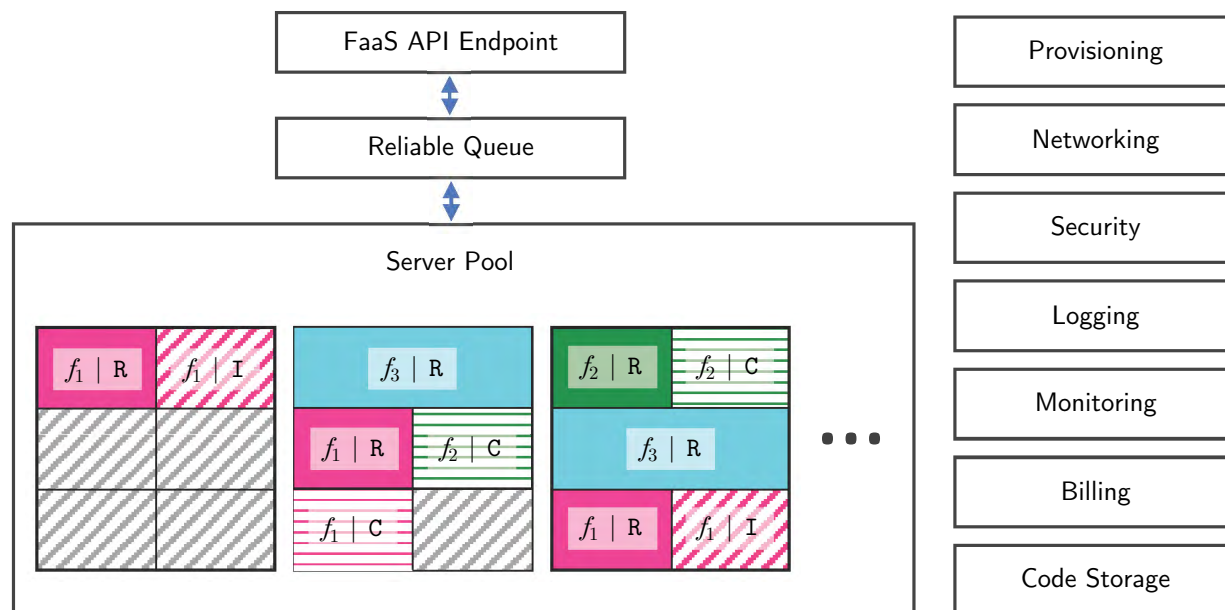 FaaS API Endpoint
Reliable Queue
Server Pool
f₁ | R
f₁ | I
f₃ | R
f₁ | R
f₂ | C
f₁ | C
f₂ | R
f₂ | C
f₃ | R
f₁ | R
f₁ | I
...
Provisioning
Networking
Security
Logging
Monitoring
Billing
Code Storage